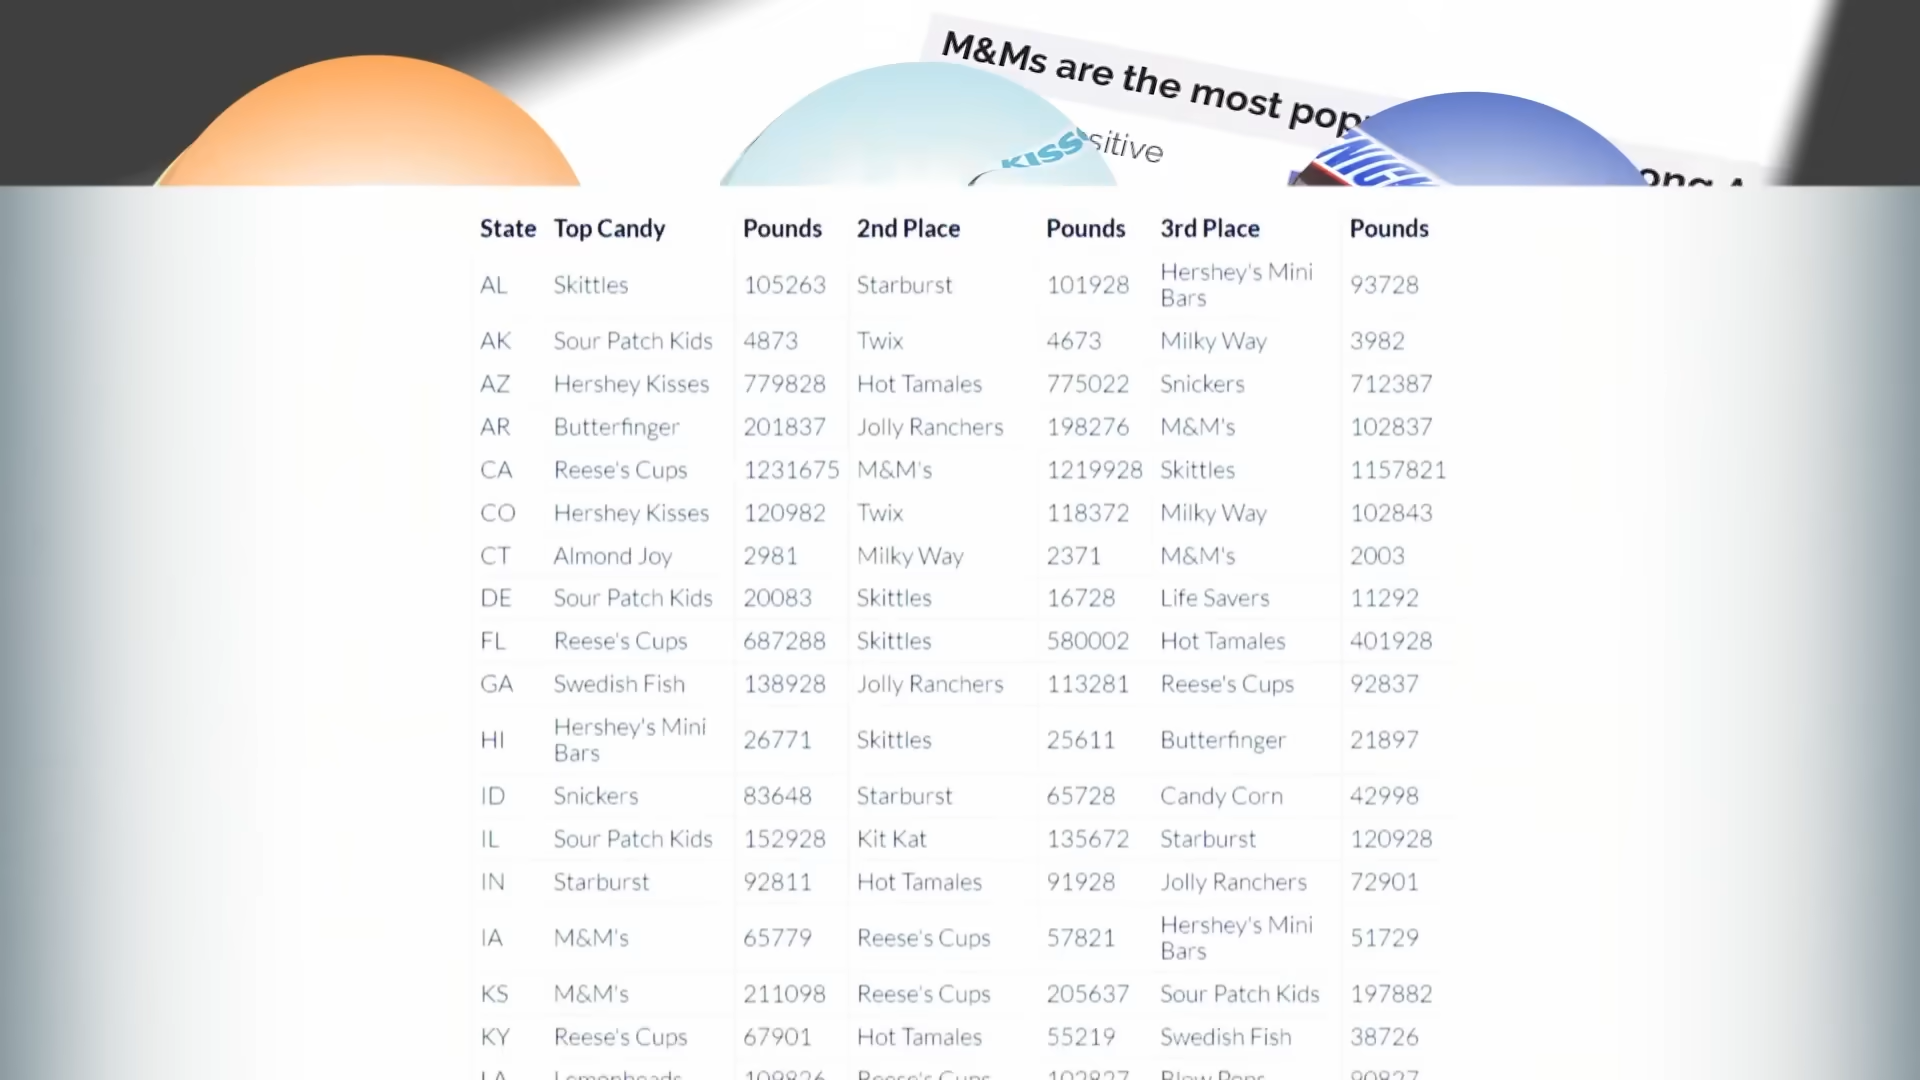 M&Ms are the most pop
sitive
KISS
NICK
State Top Candy Pounds 2nd Place Pounds 3rd Place Pounds
AL Skittles 105263 Starburst 101928 Hershey's Mini Bars 93728
AK Sour Patch Kids 4873 Twix 4673 Milky Way 3982
AZ Hershey Kisses 779828 Hot Tamales 775022 Snickers 712387
AR Butterfinger 201837 Jolly Ranchers 198276 M&M's 102837
CA Reese's Cups 1231675 M&M's 1219928 Skittles 1157821
CO Hershey Kisses 120982 Twix 118372 Milky Way 102843
CT Almond Joy 2981 Milky Way 2371 M&M's 2003
DE Sour Patch Kids 20083 Skittles 16728 Life Savers 11292
FL Reese's Cups 687288 Skittles 580002 Hot Tamales 401928
GA Swedish Fish 138928 Jolly Ranchers 113281 Reese's Cups 92837
HI Hershey's Mini Bars 26771 Skittles 25611 Butterfinger 21897
ID Snickers 83648 Starburst 65728 Candy Corn 42998
IL Sour Patch Kids 152928 Kit Kat 135672 Starburst 120928
IN Starburst 92811 Hot Tamales 91928 Jolly Ranchers 72901
IA M&M's 65779 Reese's Cups 57821 Hershey's Mini Bars 51729
KS M&M's 211098 Reese's Cups 205637 Sour Patch Kids 197882
KY Reese's Cups 67901 Hot Tamales 55219 Swedish Fish 38726